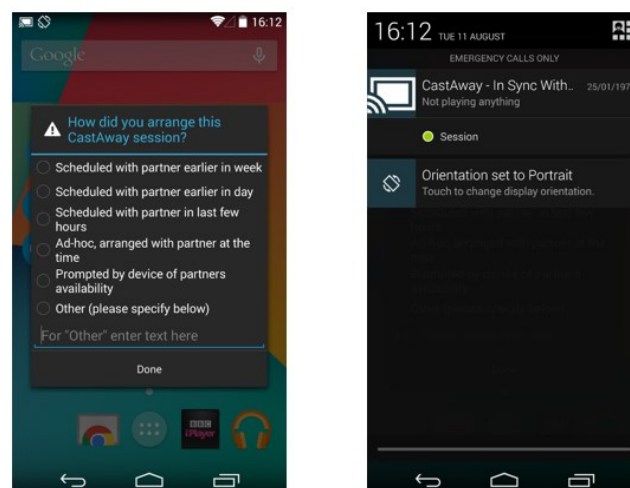 16:12
Google
How did you arrange this
CastAway session?
Scheduled with partner earlier in week
Scheduled with partner earlier in day
Scheduled with partner in last few
hours
Ad-hoc, arranged with partner at the
time
Prompted by device of partners
availability
Other (please specify below)
For "Other" enter text here
Done
BBC
iPlayer
16:12 TUE 11 AUGUST
EMERGENCY CALLS ONLY
CastAway - In Sync With.. 25/01/197
Not playing anything
Session
Orientation set to Portrait
Touch to change display orientation.